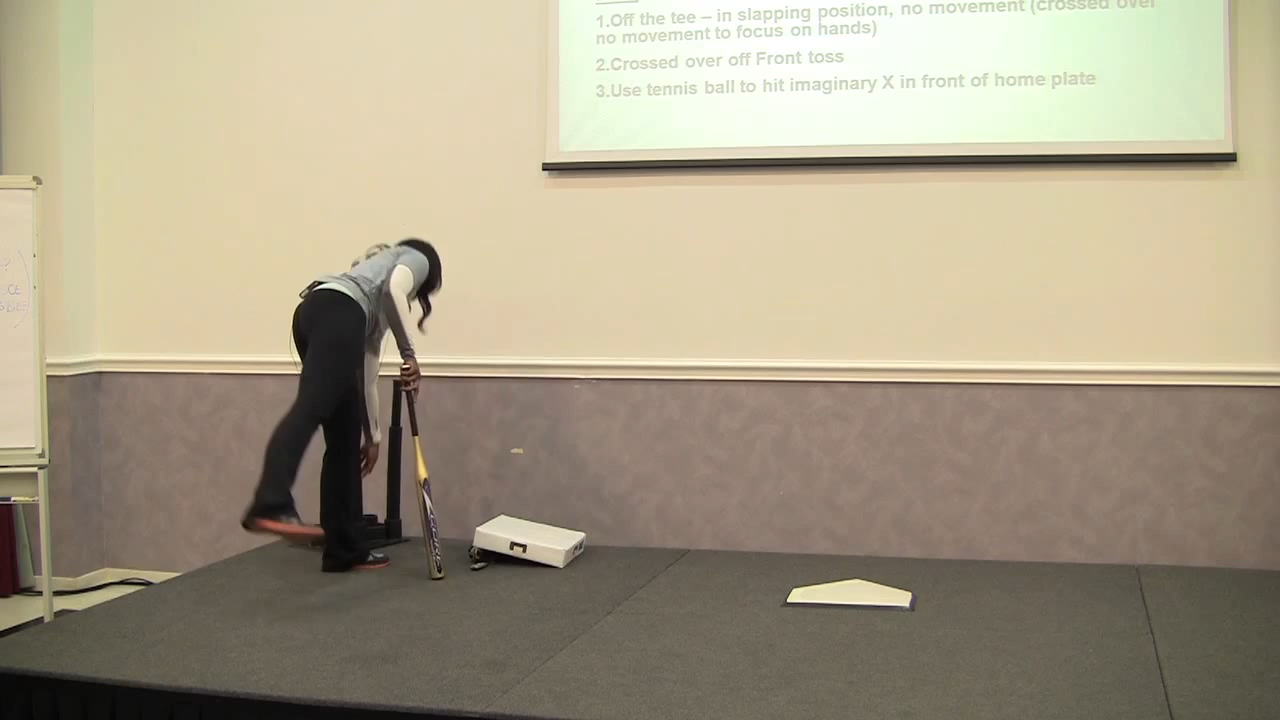 1.Off the tee – in slapping position, no movement (crossed over
no movement to focus on hands)
2.Crossed over off Front toss
3.Use tennis ball to hit imaginary X in front of home plate